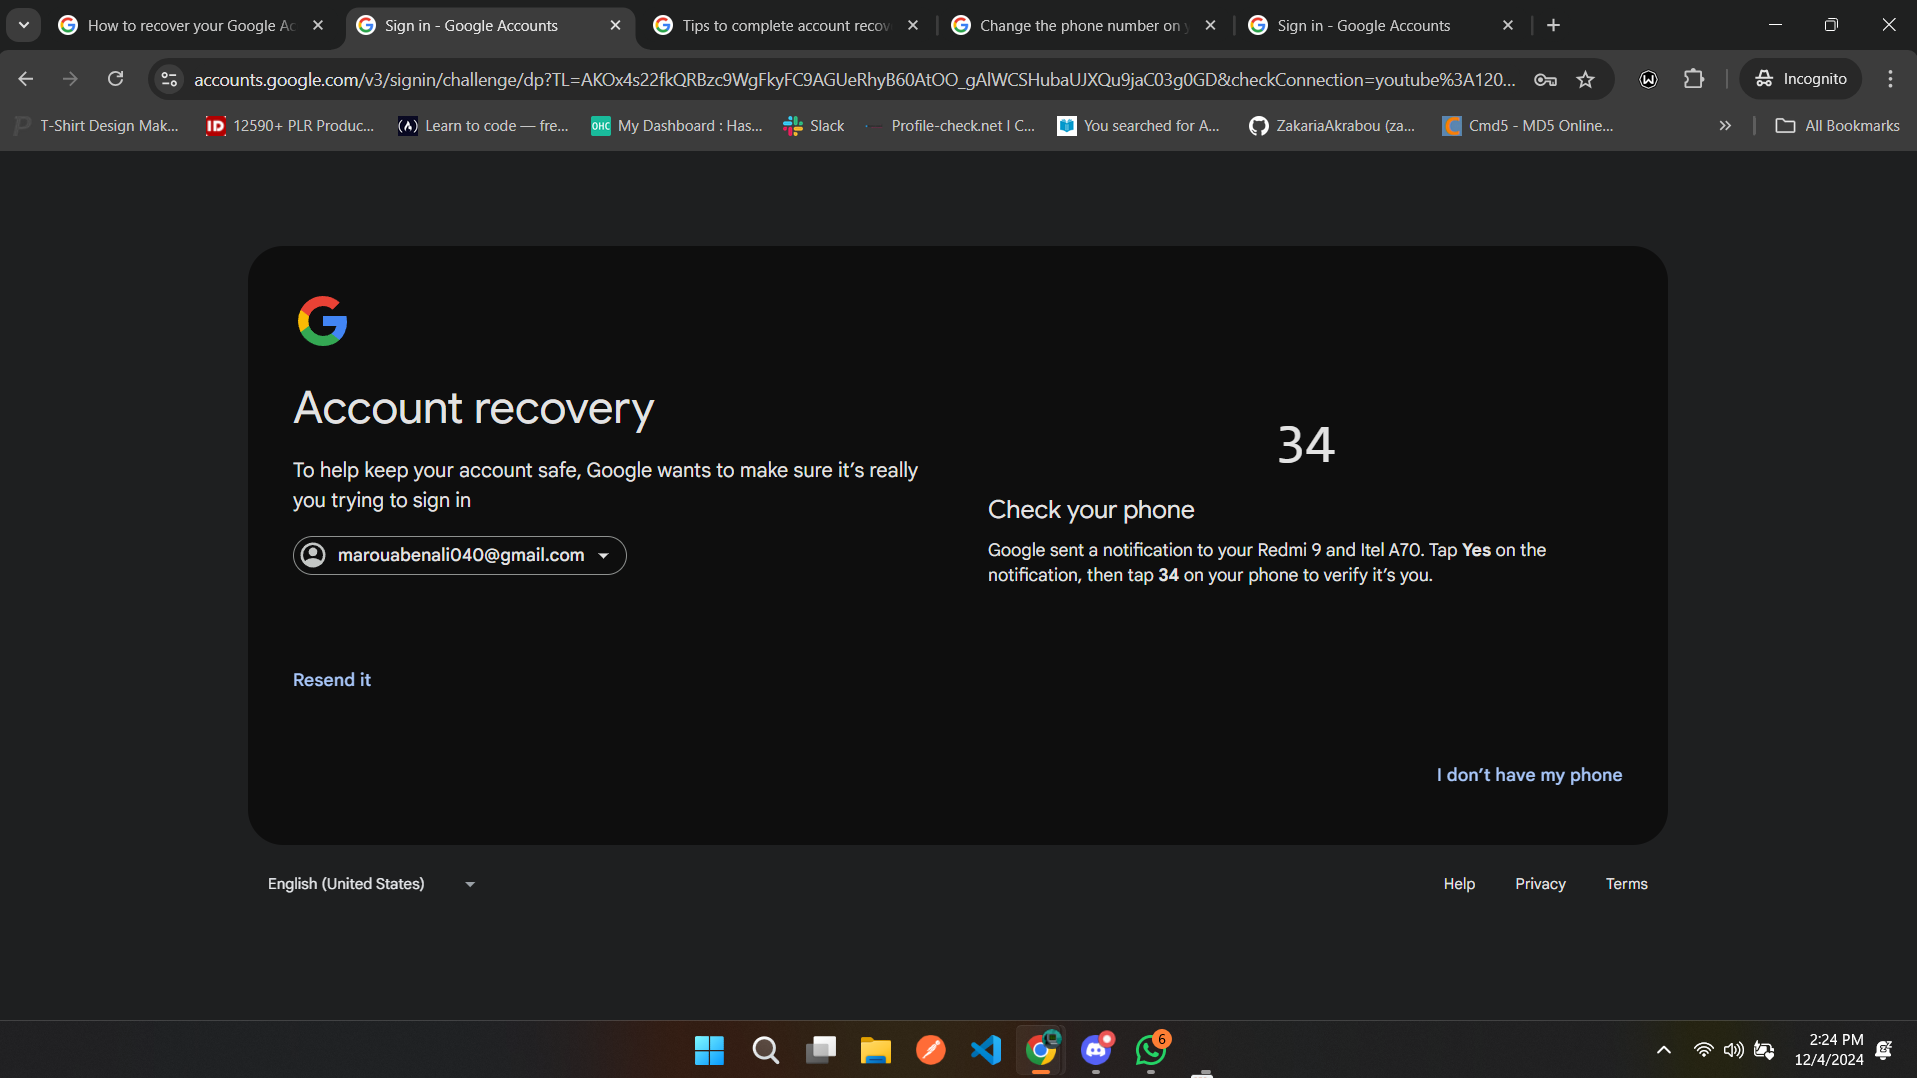 How to recover your Google Ac
Sign in - Google Accounts
Tips to complete account recov
Change the phone number on y
Sign in - Google Accounts
accounts.google.com/v3/signin/challenge/dp?TL=AKOx4s22fkQRBzc9WgFkyFC9AGUeRhyB60AtOO_gAlWCSHubaUJXQu9jaC03g0GD&checkConnection=youtube%3A120...
Incognito
T-Shirt Design Mak...
ID 12590+ PLR Produc...
(ʌ) Learn to code — fre...
OHC My Dashboard : Has...
Slack
Profile-check.net I C...
You searched for A...
ZakariaAkrabou (za...
Cmd5 - MD5 Online...
All Bookmarks
Account recovery
To help keep your account safe, Google wants to make sure it’s really
you trying to sign in
marouabenali040@gmail.com
Resend it
34
Check your phone
Google sent a notification to your Redmi 9 and Itel A70. Tap Yes on the
notification, then tap 34 on your phone to verify it’s you.
I don’t have my phone
English (United States)
Help
Privacy
Terms
6
2:24 PM
12/4/2024